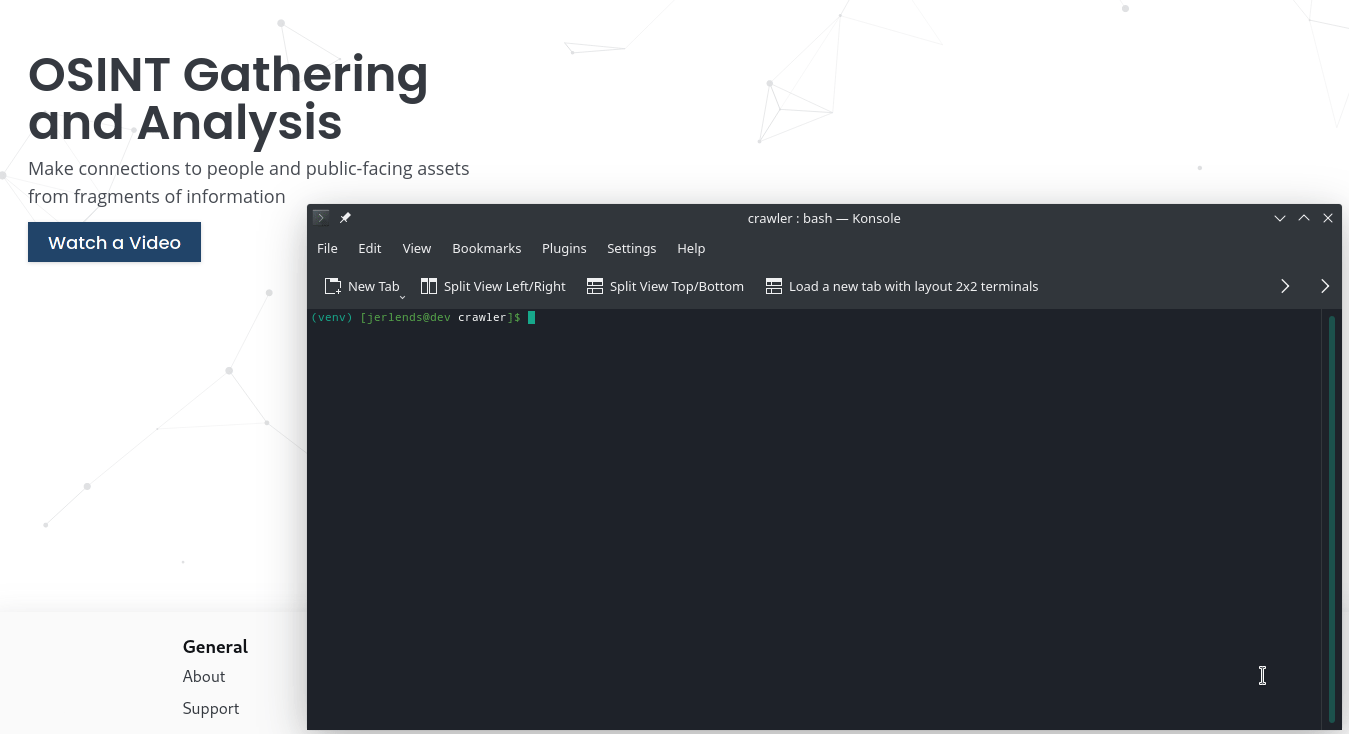 OSINT Gathering
and Analysis
Make connections to people and public-facing assets
from fragments of information
Watch a Video
crawler : bash — Konsole
File Edit View Bookmarks Plugins Settings Help
New Tab Split View Left/Right Split View Top/Bottom Load a new tab with layout 2x2 terminals
(venv) [jerlends@dev crawler]$
General
About
Support